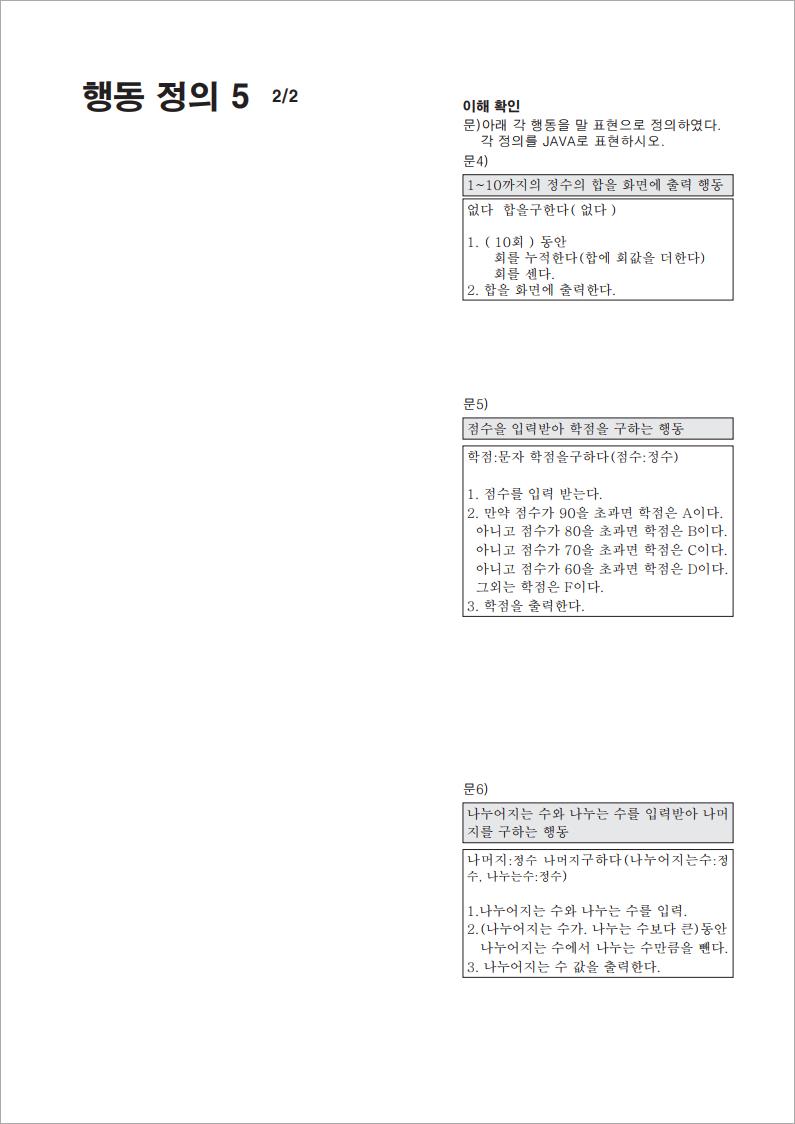 행동 정의 5 2/2
이해 확인
문)아래 각 행동을 말 표현으로 정의하였다.
각 정의를 JAVA로 표현하시오.
문4)
1~10까지의 정수의 합을 화면에 출력 행동
없다 합을구한다( 없다 )
1. ( 10회 ) 동안
회를 누적한다(합에 회값을 더한다)
회를 센다.
2. 합을 화면에 출력한다.
문5)
점수을 입력받아 학점을 구하는 행동
학점:문자 학점을구하다(점수:정수)
1. 점수를 입력 받는다.
2. 만약 점수가 90을 초과면 학점은 A이다.
아니고 점수가 80을 초과면 학점은 B이다.
아니고 점수가 70을 초과면 학점은 C이다.
아니고 점수가 60을 초과면 학점은 D이다.
그외는 학점은 F이다.
3. 학점을 출력한다.
문6)
나누어지는 수와 나누는 수를 입력받아 나머
지를 구하는 행동
나머지:정수 나머지구하다(나누어지는수:정
수, 나누는수:정수)
1.나누어지는 수와 나누는 수를 입력.
2.(나누어지는 수가, 나누는 수보다 큰)동안
나누어지는 수에서 나누는 수만큼을 뺀다.
3. 나누어지는 수 값을 출력한다.